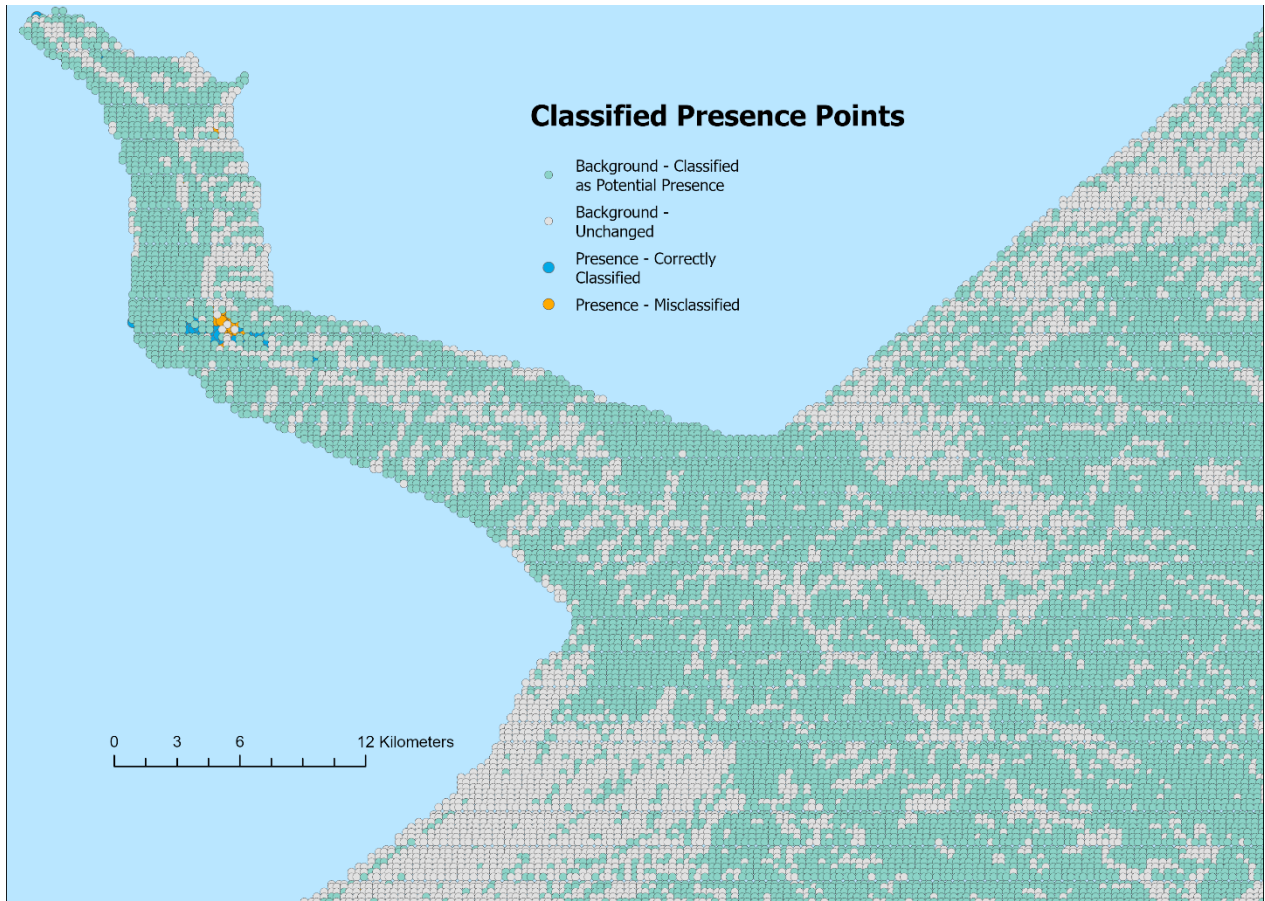 Classified Presence Points
Background - Classified
as Potential Presence
Background -
Unchanged
Presence - Correctly
Classified
Presence - Misclassified
0 3 6 12 Kilometers